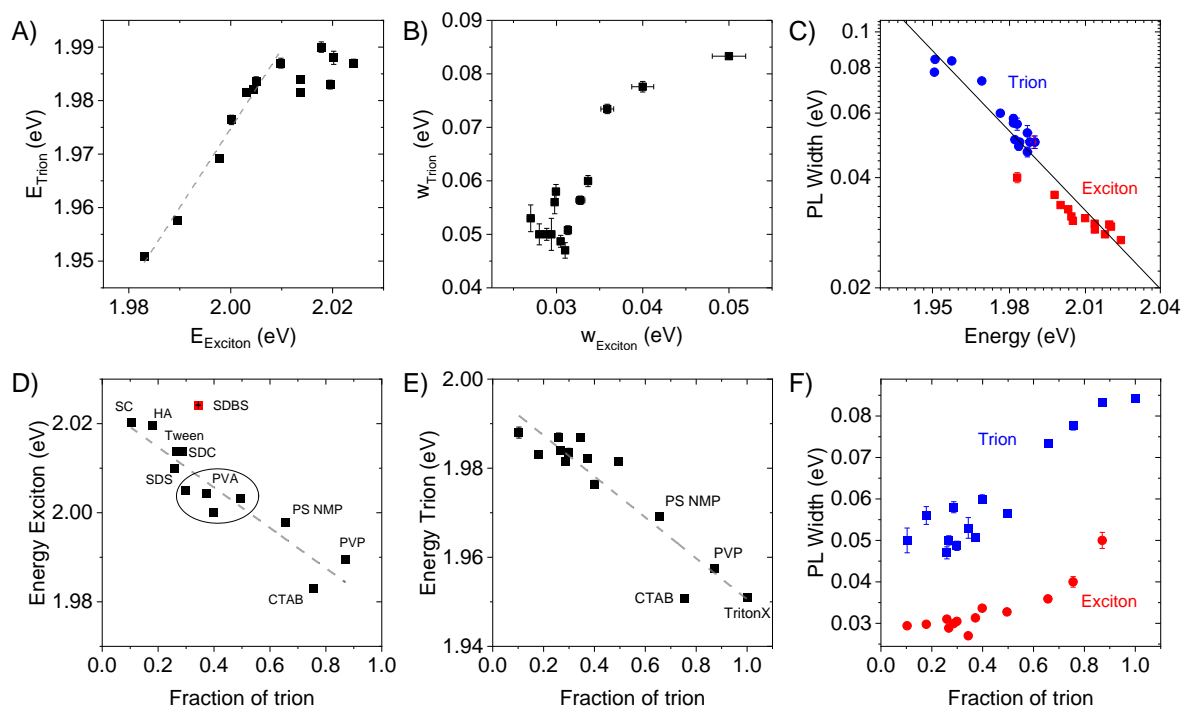 A)
1.99
1.98
1.97
1.96
1.95
E_Trion (eV)
1.98
2.00
2.02
E_Exciton (eV)
B)
0.09
0.08
0.07
0.06
0.05
0.04
w_Trion (eV)
0.03
0.04
0.05
w_Exciton (eV)
C)
0.1
0.08
0.06
0.04
0.02
PL Width (eV)
Trion
Exciton
1.95
1.98
2.01
2.04
Energy (eV)
D)
2.02
2.00
1.98
Energy Exciton (eV)
SC
HA
SDBS
Tween
SDC
SDS
PVA
PS NMP
PVP
CTAB
0.0
0.2
0.4
0.6
0.8
1.0
Fraction of trion
E)
2.00
1.98
1.96
1.94
Energy Trion (eV)
PS NMP
PVP
CTAB
TritonX
0.0
0.2
0.4
0.6
0.8
1.0
Fraction of trion
F)
0.08
0.07
0.06
0.05
0.04
0.03
PL Width (eV)
Trion
Exciton
0.0
0.2
0.4
0.6
0.8
1.0
Fraction of trion